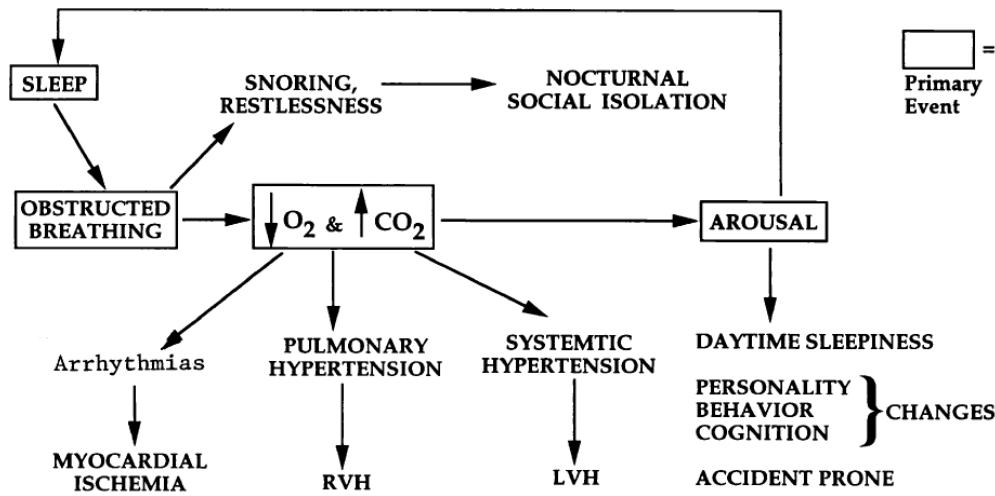 SLEEP
SNORING,
RESTLESSNESS
NOCTURNAL
SOCIAL ISOLATION
=
Primary
Event
OBSTRUCTED
BREATHING
↓ O₂ & ↑ CO₂
AROUSAL
Arrhythmias
PULMONARY
HYPERTENSION
SYSTEMTIC
HYPERTENSION
DAYTIME SLEEPINESS
PERSONALITY
BEHAVIOR
COGNITION
} CHANGES
MYOCARDIAL
ISCHEMIA
RVH
LVH
ACCIDENT PRONE